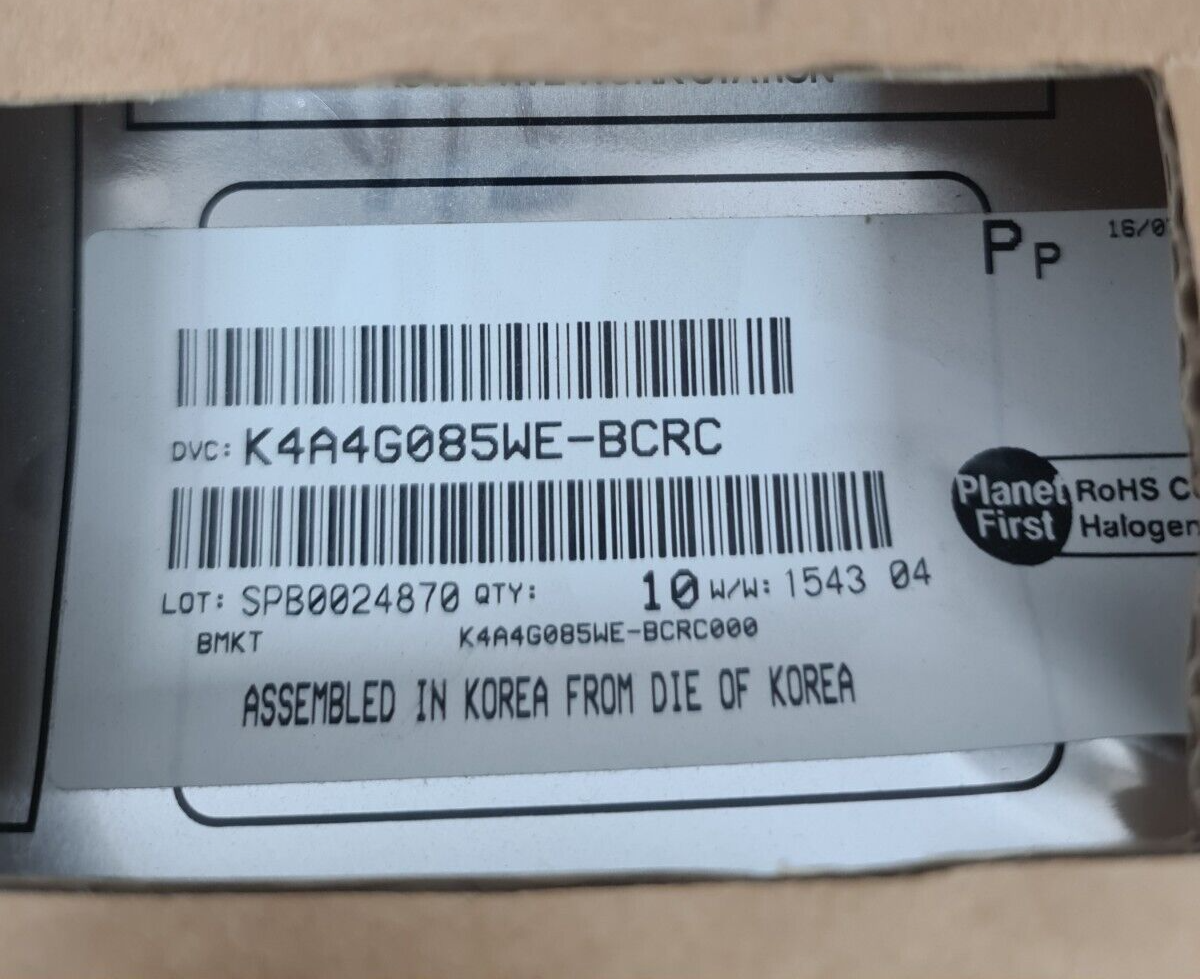 P P
16/0
DVC: K4A4G085WE-BCRC
Planet First
RoHS C
Halogen
LOT: SPB0024870 QTY: 10 W/W: 1543 04
BMKT K4A4G085WE-BCRC000
ASSEMBLED IN KOREA FROM DIE OF KOREA